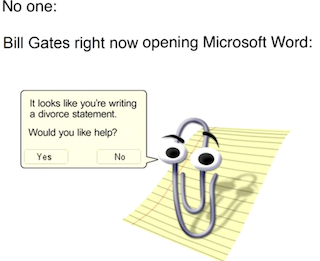 No one:
Bill Gates right now opening Microsoft Word:
It looks like you're writing
a divorce statement.
Would you like help?
Yes No